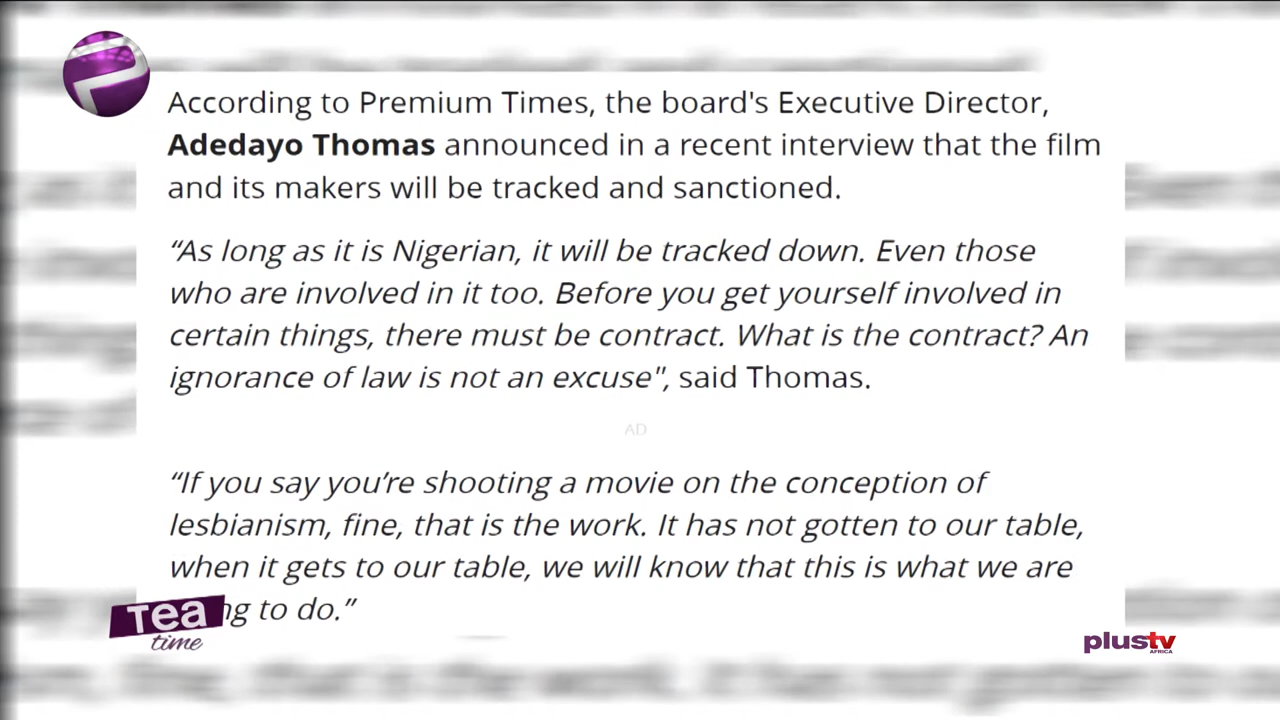 According to Premium Times, the board's Executive Director,
Adedayo Thomas announced in a recent interview that the film
and its makers will be tracked and sanctioned.
“As long as it is Nigerian, it will be tracked down. Even those
who are involved in it too. Before you get yourself involved in
certain things, there must be contract. What is the contract? An
ignorance of law is not an excuse", said Thomas.
AD
“If you say you’re shooting a movie on the conception of
lesbianism, fine, that is the work. It has not gotten to our table,
when it gets to our table, we will know that this is what we are
ng to do.”
Tea
time
plustv
AFRICA